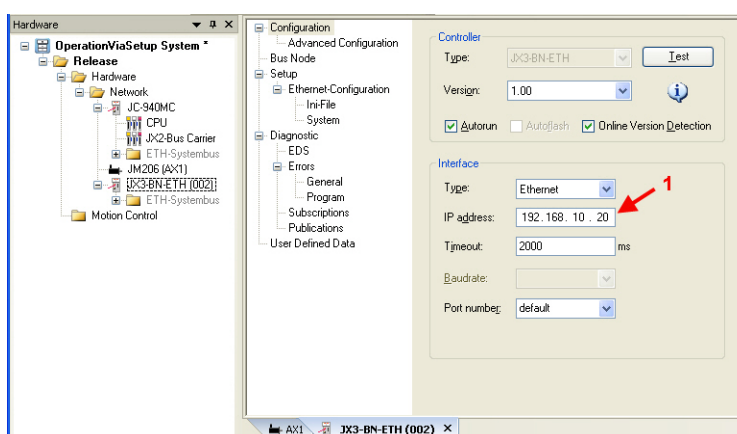 Hardware
OperationViaSetup System *
Release
Hardware
Network
JC-940MC
CPU
JX2-Bus Carrier
ETH-Systembus
JM206 (AX1)
JX3-BN-ETH (002)
ETH-Systembus
Motion Control
Configuration
Advanced Configuration
Bus Node
Setup
Ethernet-Configuration
Ini-File
System
Diagnostic
EDS
Errors
General
Program
Subscriptions
Publications
User Defined Data
Controller
Type: JX3-BN-ETH Test
Version: 1.00
Autorun Autoflash Online Version Detection
Interface
Type: Ethernet
1
IP address: 192.168. 10 . 20
Timeout: 2000 ms
Baudrate:
Port number: default
AX1 JX3-BN-ETH (002) ×